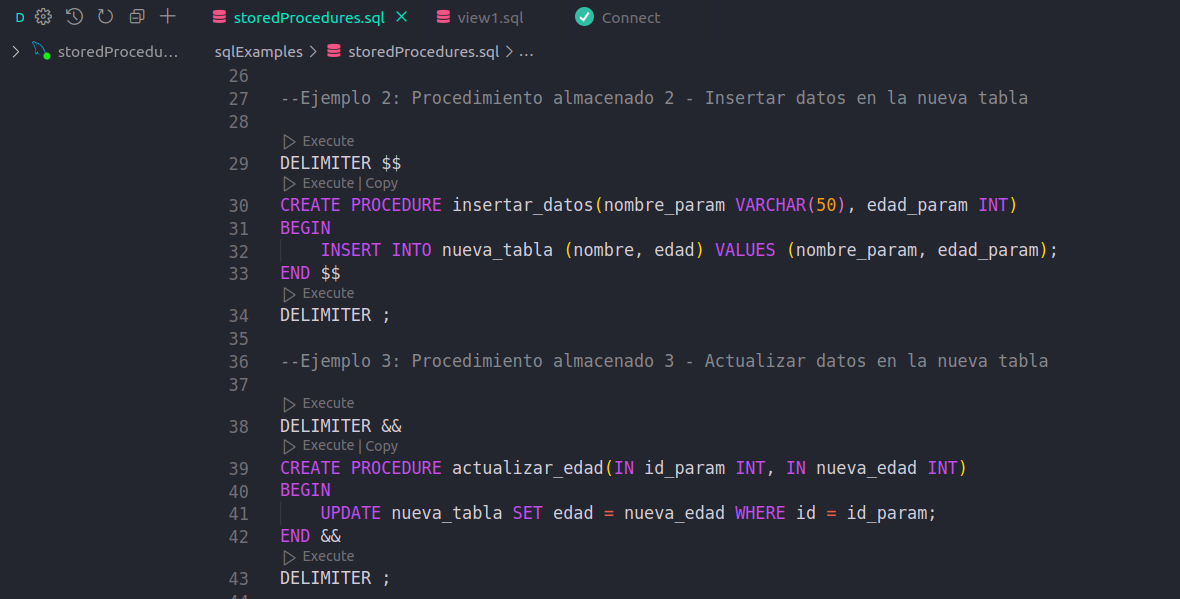 D
storedProcedures.sql
view1.sql
Connect
storedProcedu...
sqlExamples > storedProcedures.sql > ...
26
27 --Ejemplo 2: Procedimiento almacenado 2 - Insertar datos en la nueva tabla
28
Execute
29 DELIMITER $$
Execute | Copy
30 CREATE PROCEDURE insertar_datos(nombre_param VARCHAR(50), edad_param INT)
31 BEGIN
32 INSERT INTO nueva_tabla (nombre, edad) VALUES (nombre_param, edad_param);
33 END $$
Execute
34 DELIMITER ;
35
36 --Ejemplo 3: Procedimiento almacenado 3 - Actualizar datos en la nueva tabla
37
Execute
38 DELIMITER &&
Execute | Copy
39 CREATE PROCEDURE actualizar_edad(IN id_param INT, IN nueva_edad INT)
40 BEGIN
41 UPDATE nueva_tabla SET edad = nueva_edad WHERE id = id_param;
42 END &&
Execute
43 DELIMITER ;